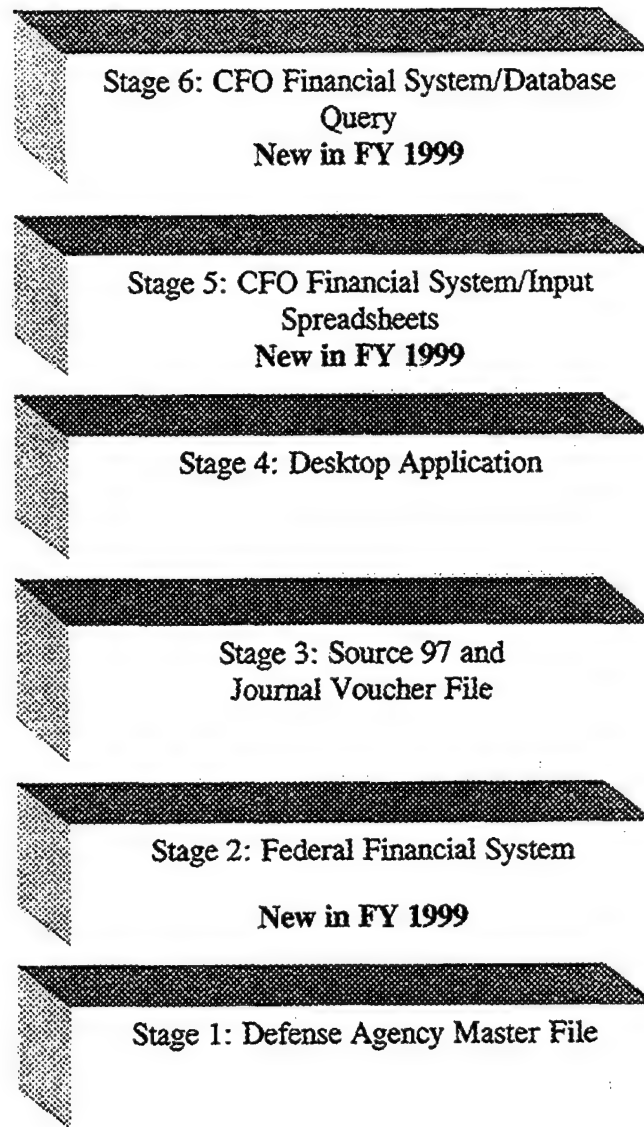 Stage 6: CFO Financial System/Database
Query
New in FY 1999
Stage 5: CFO Financial System/Input
Spreadsheets
New in FY 1999
Stage 4: Desktop Application
Stage 3: Source 97 and
Journal Voucher File
Stage 2: Federal Financial System
New in FY 1999
Stage 1: Defense Agency Master File